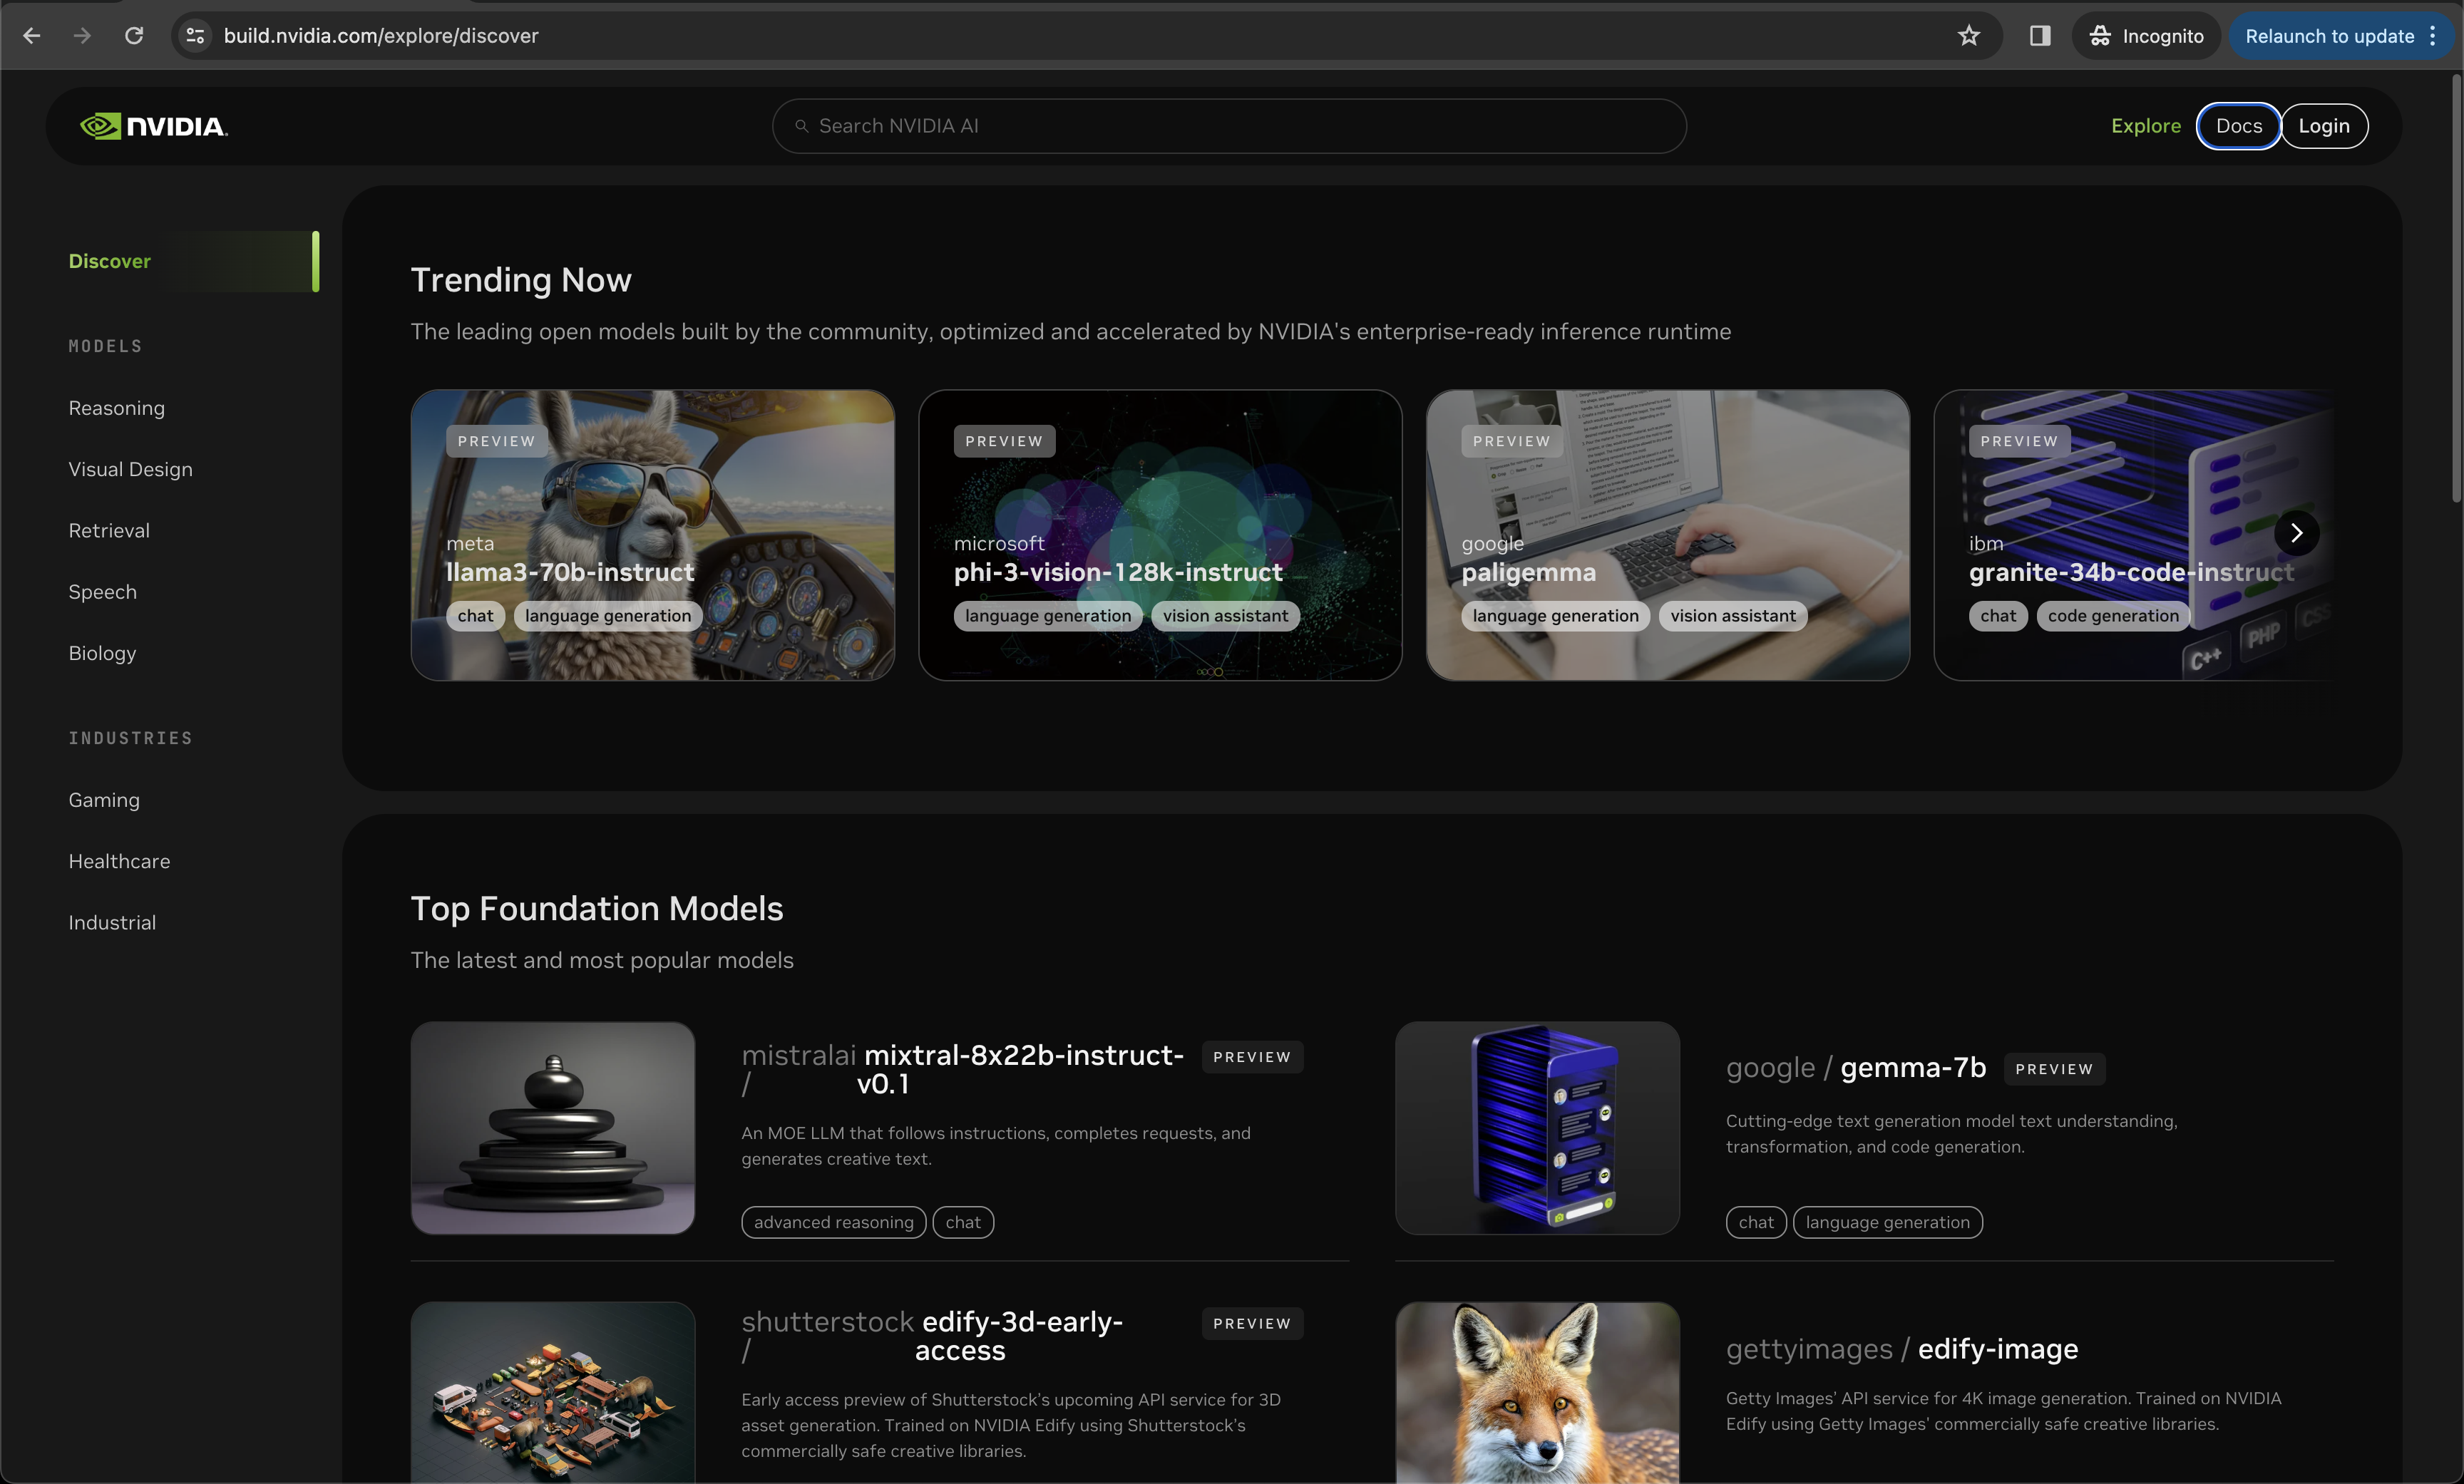 build.nvidia.com/explore/discover
Incognito
Relaunch to update
NVIDIA.
Search NVIDIA AI
Explore
Docs
Login
Discover
MODELS
Reasoning
Visual Design
Retrieval
Speech
Biology
INDUSTRIES
Gaming
Healthcare
Industrial
Trending Now
The leading open models built by the community, optimized and accelerated by NVIDIA's enterprise-ready inference runtime
PREVIEW
meta
llama3-70b-instruct
chat
language generation
PREVIEW
microsoft
phi-3-vision-128k-instruct
language generation
vision assistant
PREVIEW
google
paligemma
language generation
vision assistant
PREVIEW
ibm
granite-34b-code-instruct
chat
code generation
C++
PHP
CSS
Top Foundation Models
The latest and most popular models
mistralai / mixtral-8x22b-instruct-
v0.1
PREVIEW
An MOE LLM that follows instructions, completes requests, and
generates creative text.
advanced reasoning
chat
google / gemma-7b
PREVIEW
Cutting-edge text generation model text understanding,
transformation, and code generation.
chat
language generation
shutterstock / edify-3d-early-
access
PREVIEW
Early access preview of Shutterstock's upcoming API service for 3D
asset generation. Trained on NVIDIA Edify using Shutterstock's
commercially safe creative libraries.
gettyimages / edify-image
Getty Images' API service for 4K image generation. Trained on NVIDIA
Edify using Getty Images' commercially safe creative libraries.